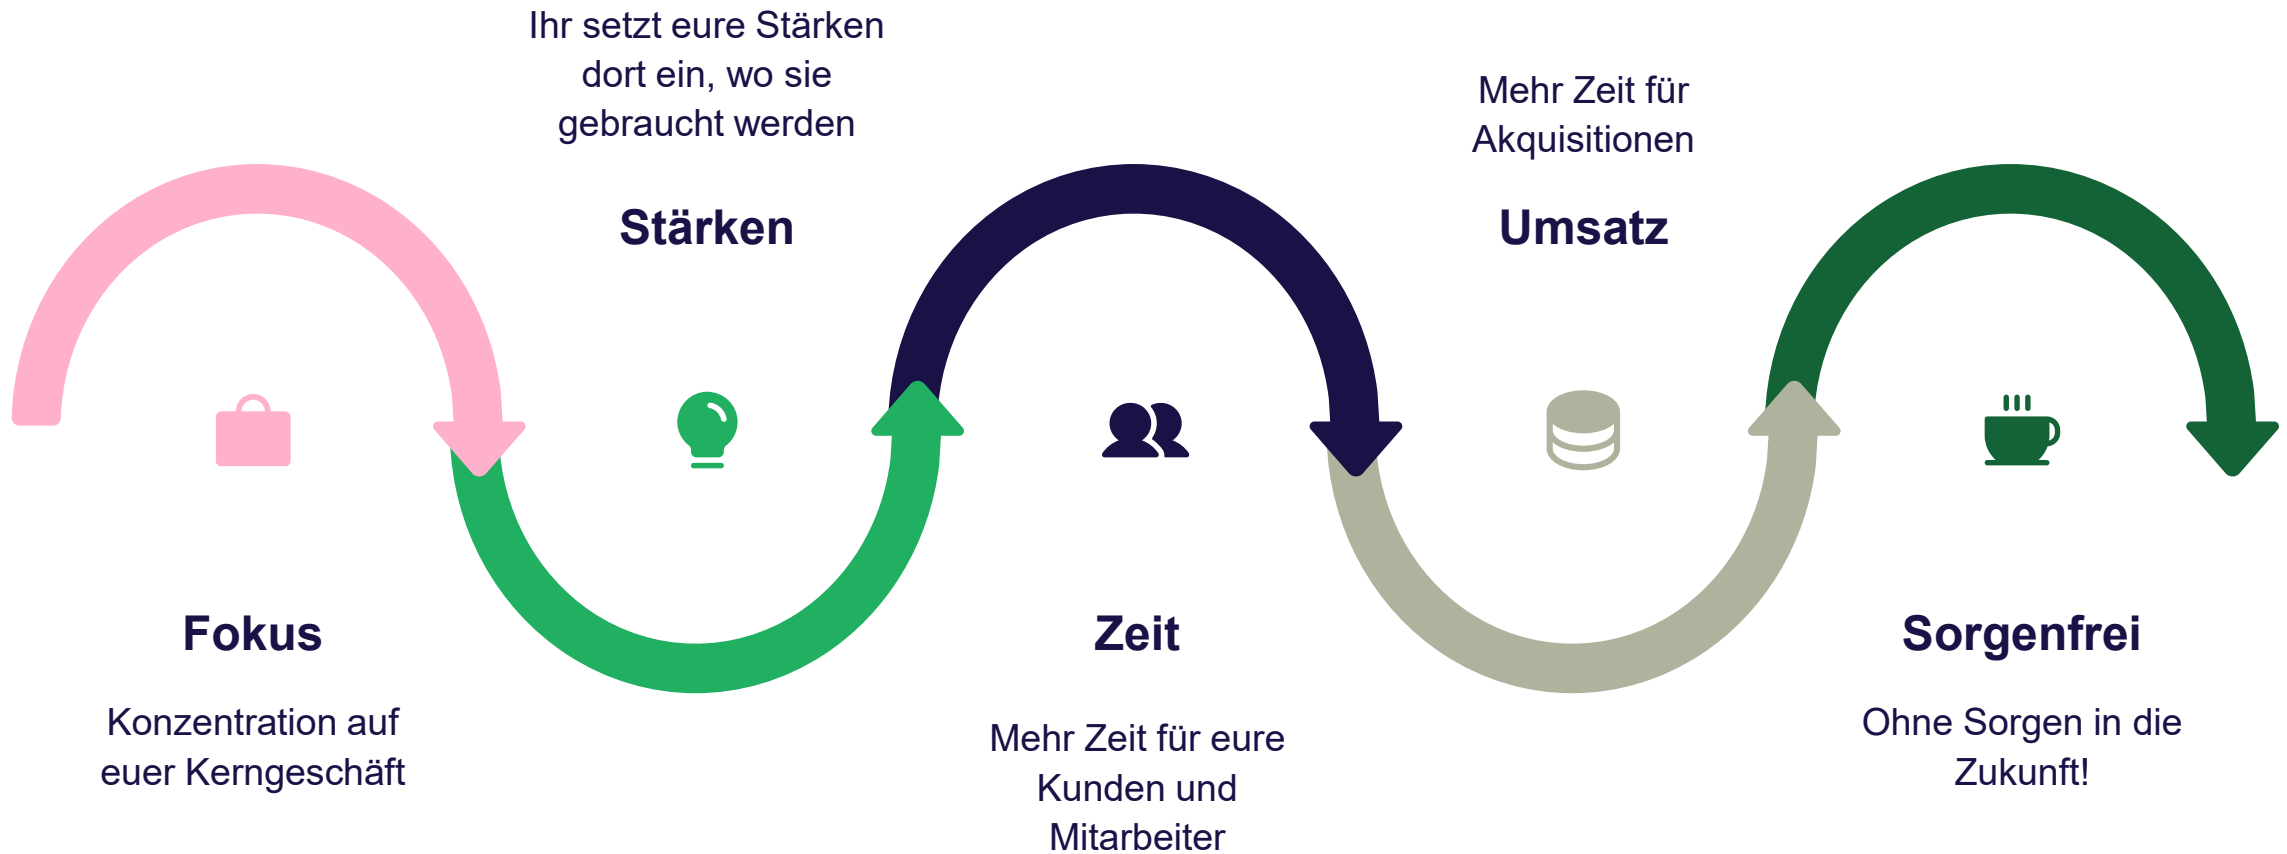 Fokus
Konzentration auf
euer Kerngeschäft
Ihr setzt eure Stärken
dort ein, wo sie
gebraucht werden
Stärken
Zeit
Mehr Zeit für eure
Kunden und
Mitarbeiter
Mehr Zeit für
Akquisitionen
Umsatz
Sorgenfrei
Ohne Sorgen in die
Zukunft!